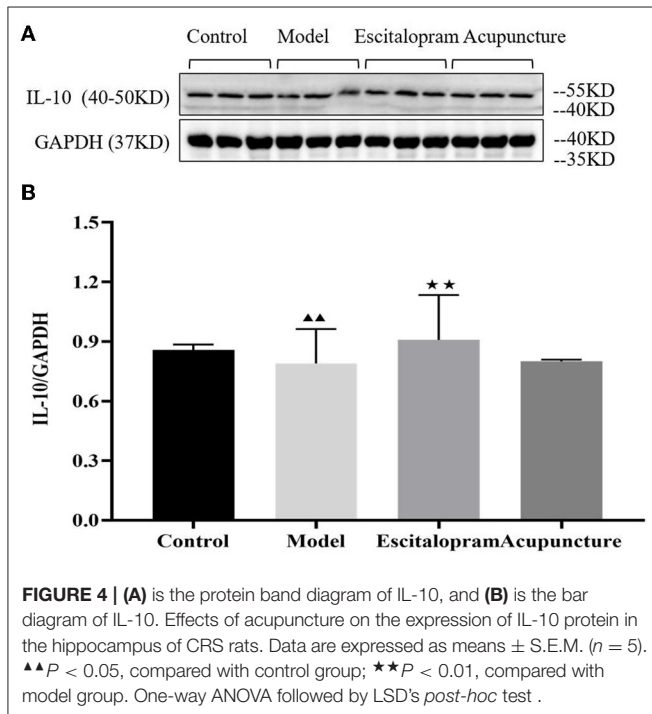 A
Control Model Escitalopram Acupuncture
IL-10 (40-50KD)
--55KD
--40KD
GAPDH (37KD)
--40KD
--35KD
B
1.5
1.2
0.9
0.6
0.3
0.0
IL-10/GAPDH
▲▲
★★
Control Model EscitalopramAcupuncture
FIGURE 4 | (A) is the protein band diagram of IL-10, and (B) is the bar
diagram of IL-10. Effects of acupuncture on the expression of IL-10 protein in
the hippocampus of CRS rats. Data are expressed as means ± S.E.M. (n = 5).
▲▲P < 0.05, compared with control group; ★★P < 0.01, compared with
model group. One-way ANOVA followed by LSD's post-hoc test .